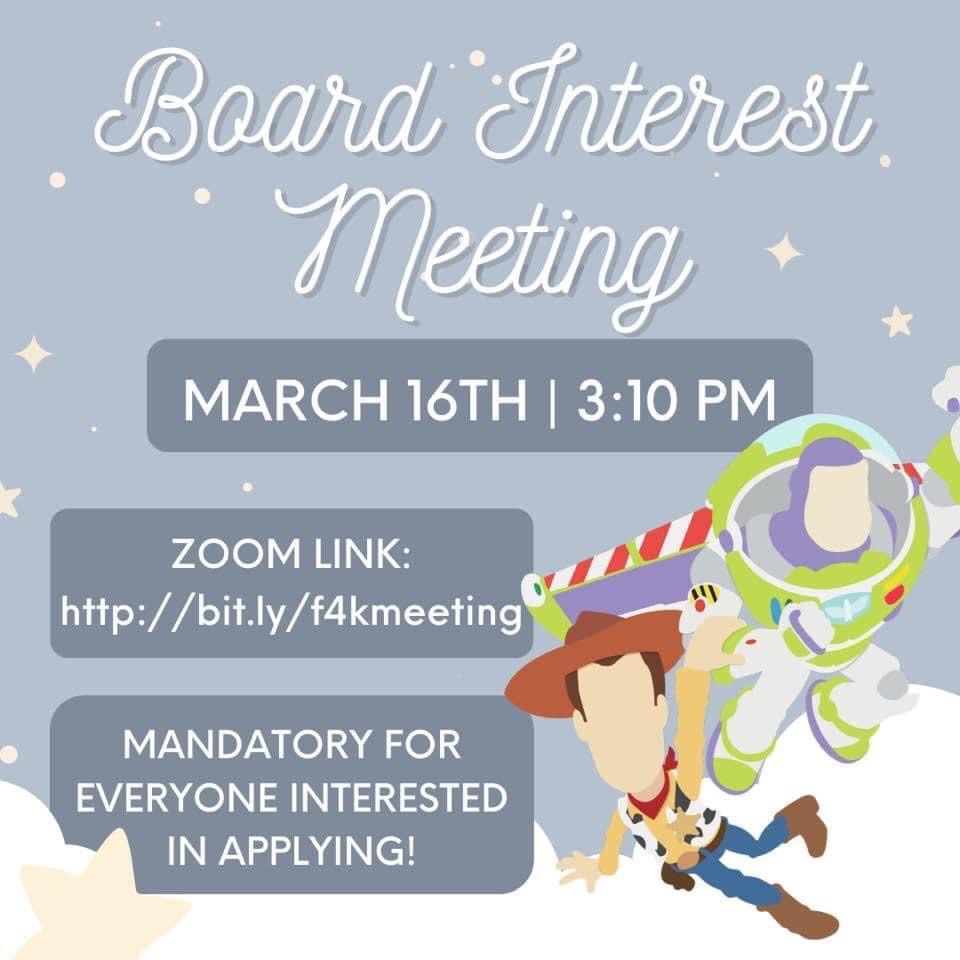 Board Interest
Meeting
MARCH 16TH | 3:10 PM
ZOOM LINK:
http://bit.ly/f4kmeeting
MANDATORY FOR
EVERYONE INTERESTED
IN APPLYING!